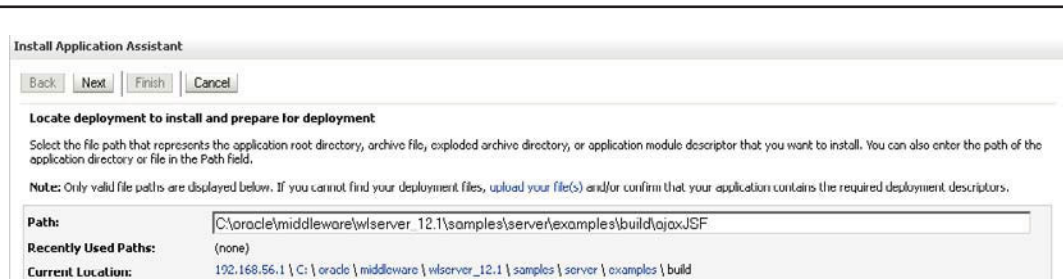 Install Application Assistant
Back Next Finish Cancel
Locate deployment to install and prepare for deployment
Select the file path that represents the application root directory, archive file, exploded archive directory, or application module descriptor that you want to install. You can also enter the path of the
application directory or file in the Path field.
Note: Only valid file paths are displayed below. If you cannot find your deployment files, upload your file(s) and/or confirm that your application contains the required deployment descriptors.
Path: C:\oracle\middleware\wlserver_12.1\samples\server\examples\build\ajaxJSF
Recently Used Paths: (none)
Current Location: 192.168.56.1 \ C: \ oracle \ middleware \ wlserver_12.1 \ samples \ server \ examples \ build